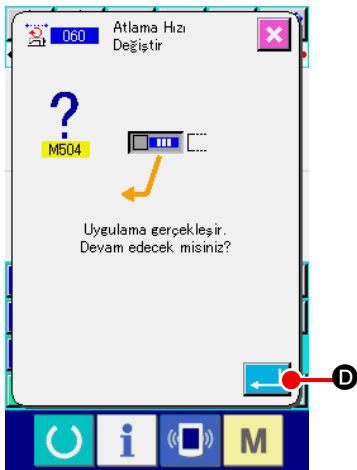 060
Atlama Hızı
Değiştir
?
M504
Uygulama gerçekleşir.
Devam edecek misiniz?
D
i
M